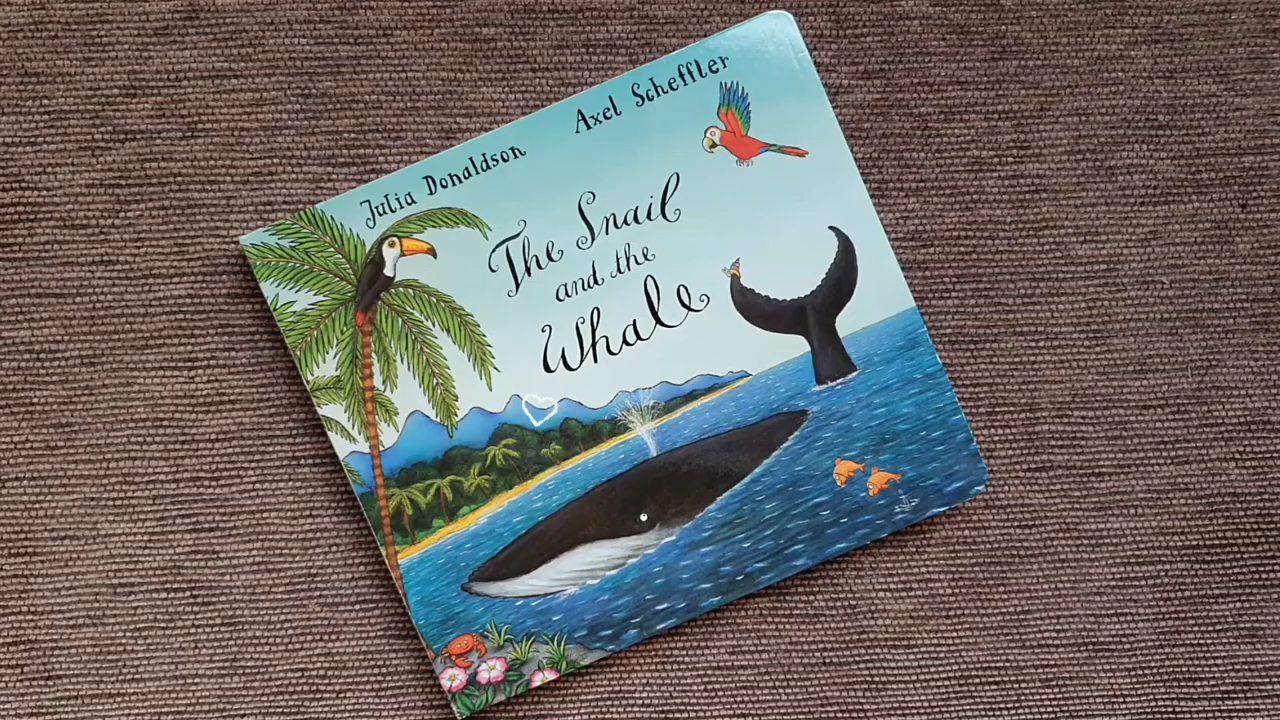 Julia Donaldson
Axel Scheffler
The Snail
and the
Whale